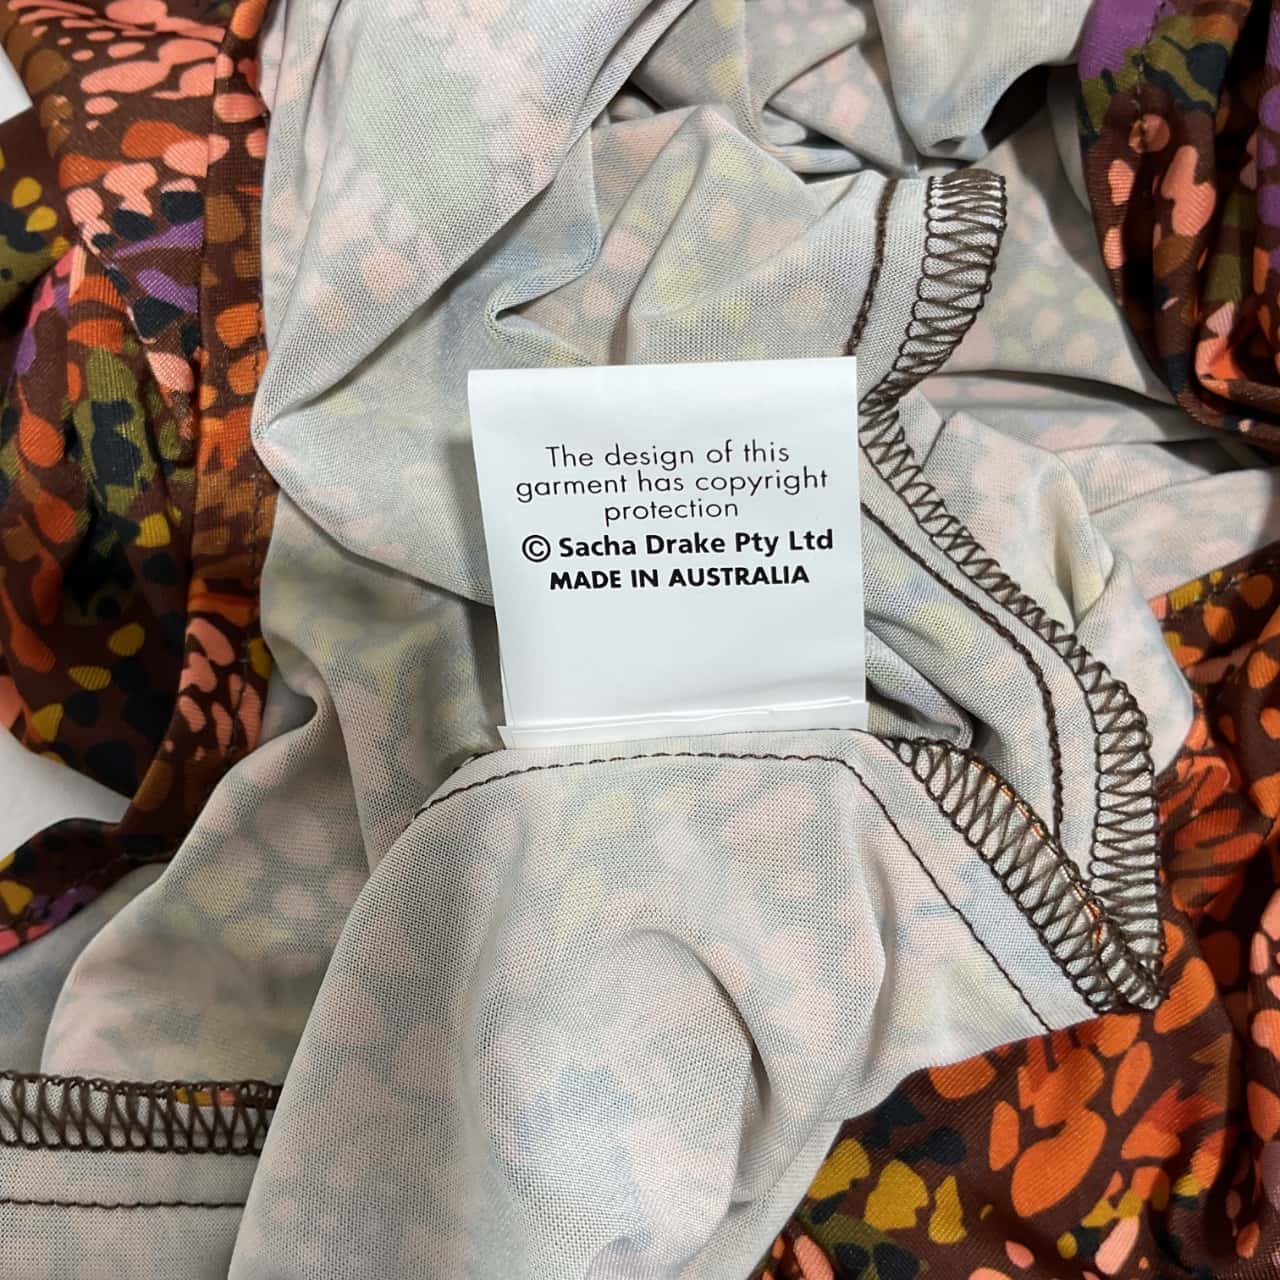 The design of this
garment has copyright
protection
© Sacha Drake Pty Ltd
MADE IN AUSTRALIA